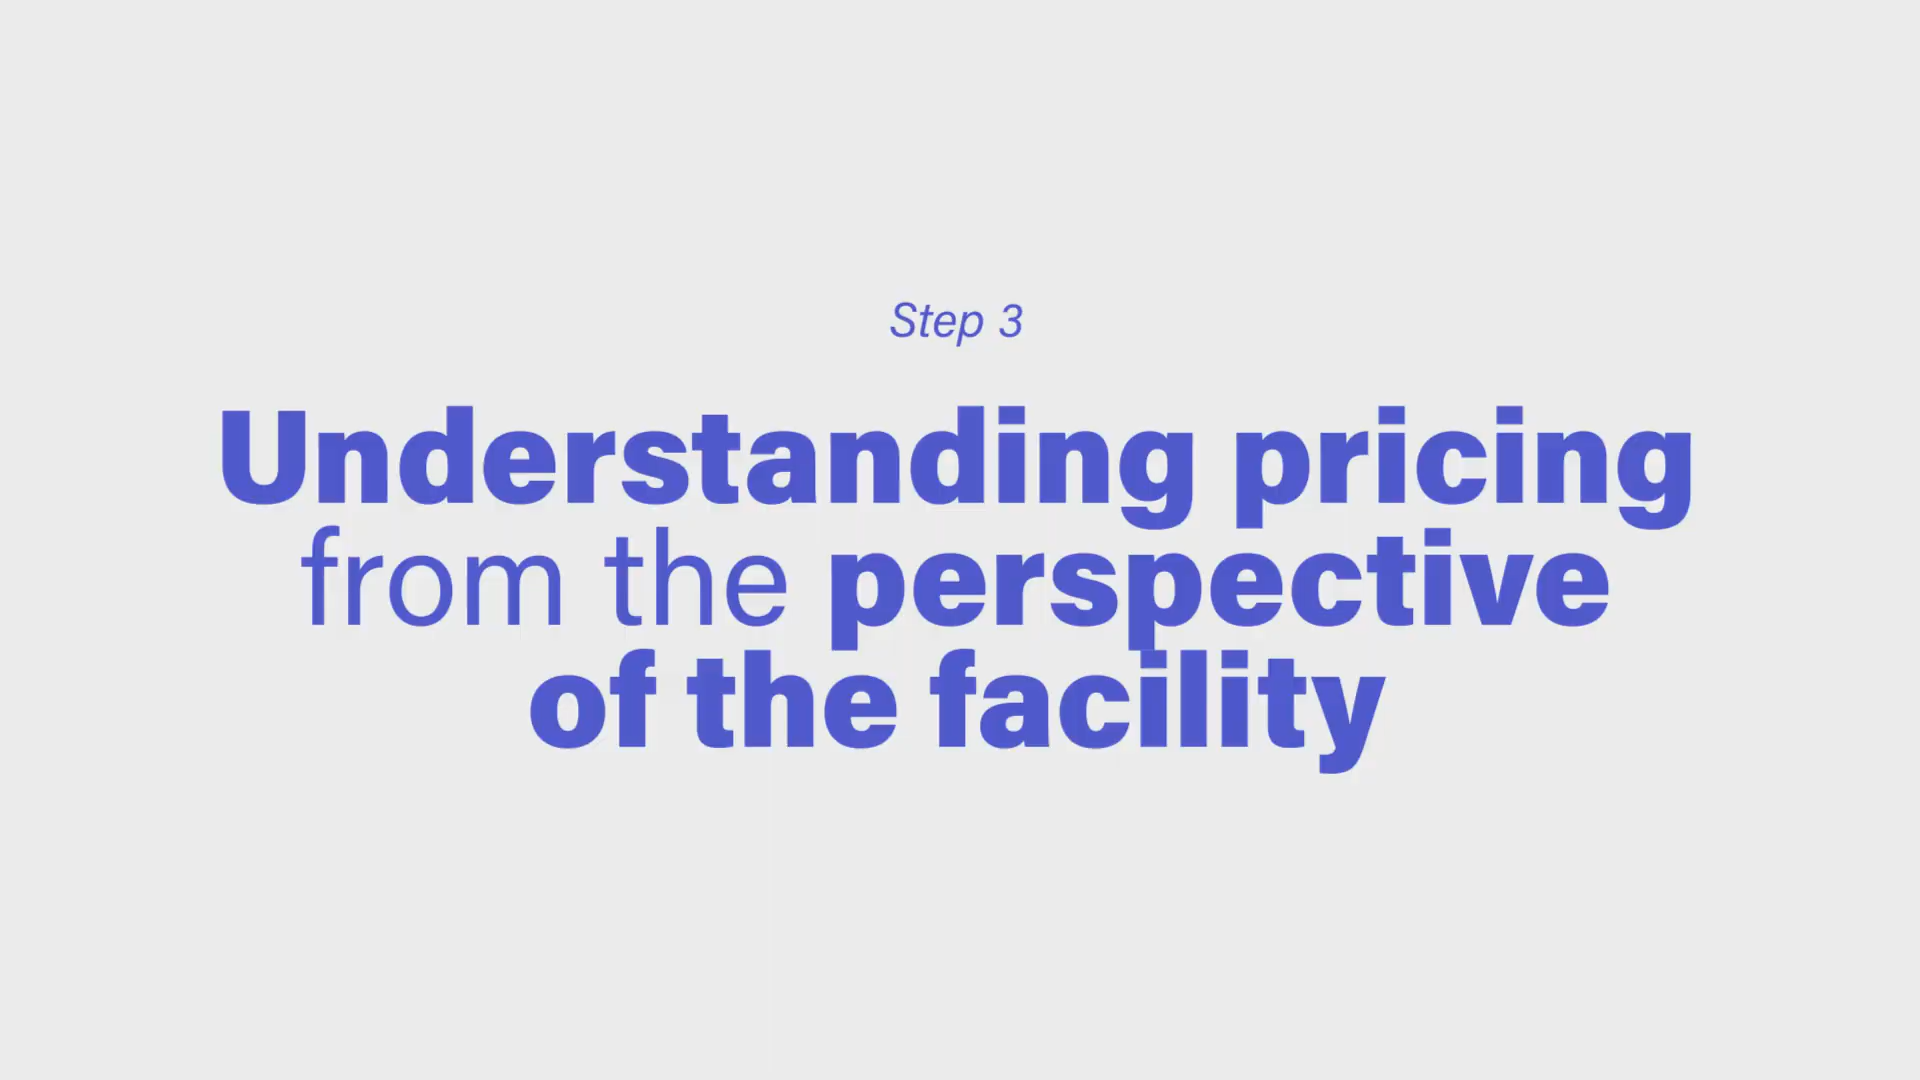 Step 3
Understanding pricing
from the perspective
of the facility